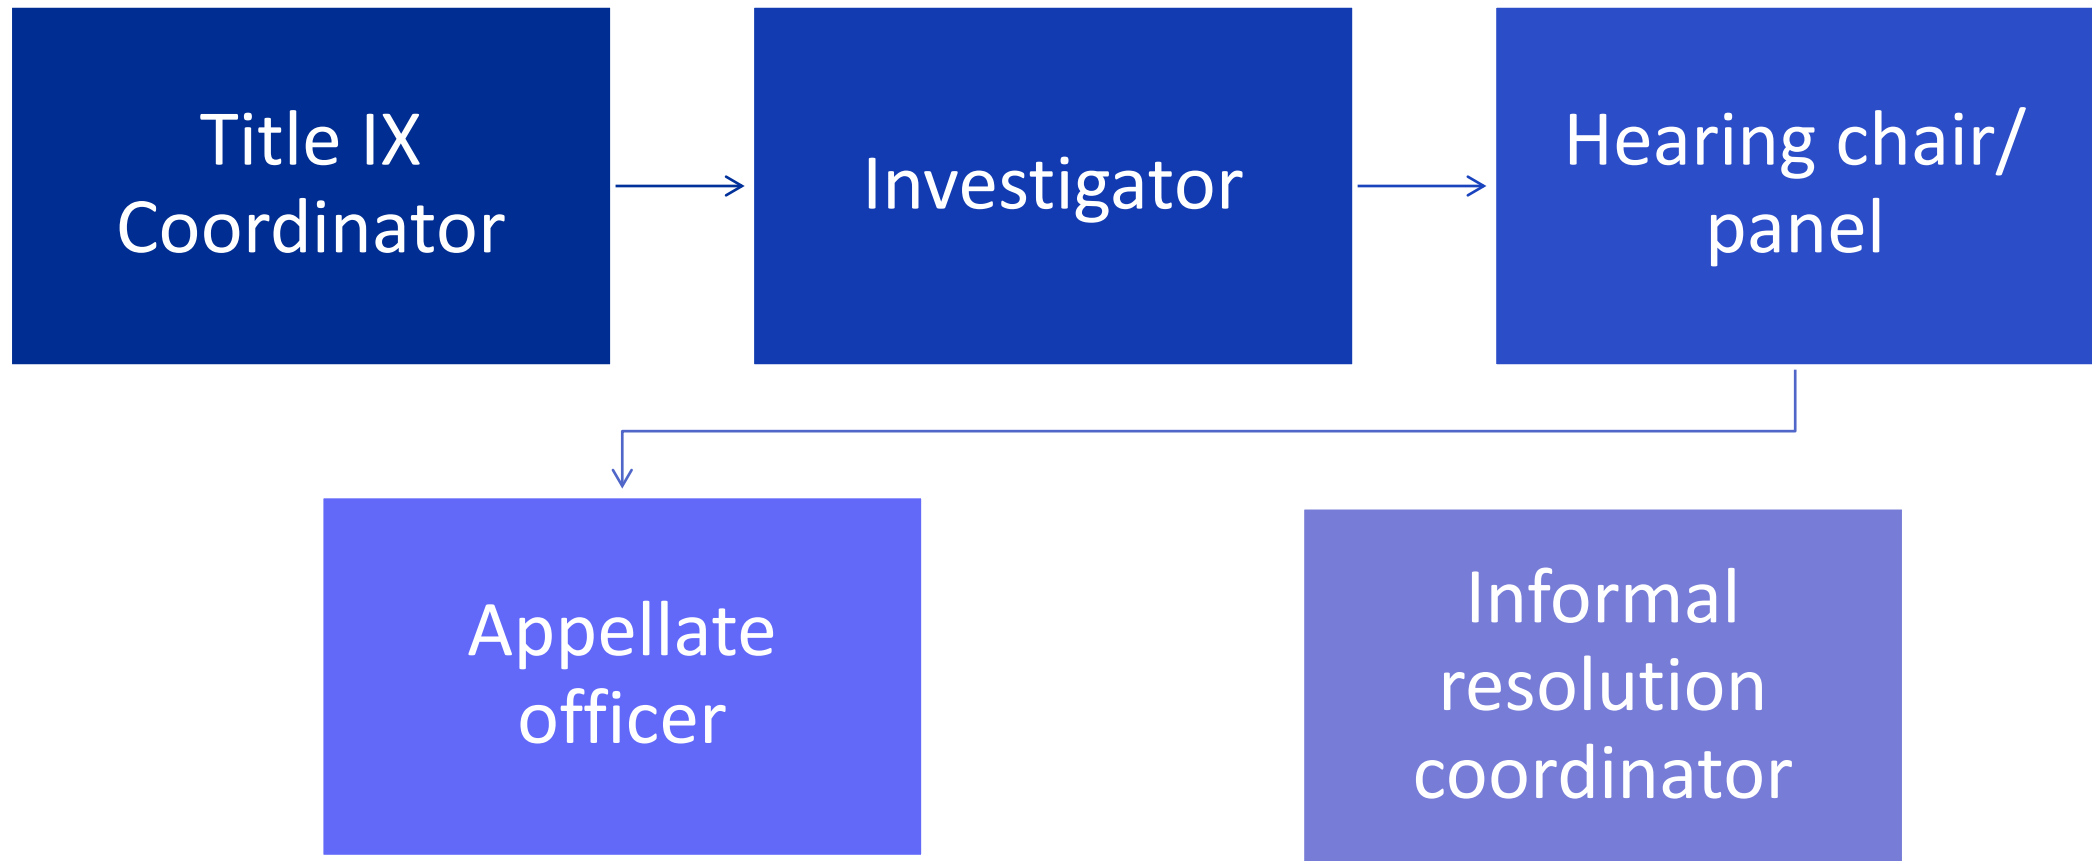 Title IX
Coordinator
Investigator
Hearing chair/
panel
Appellate
officer
Informal
resolution
coordinator